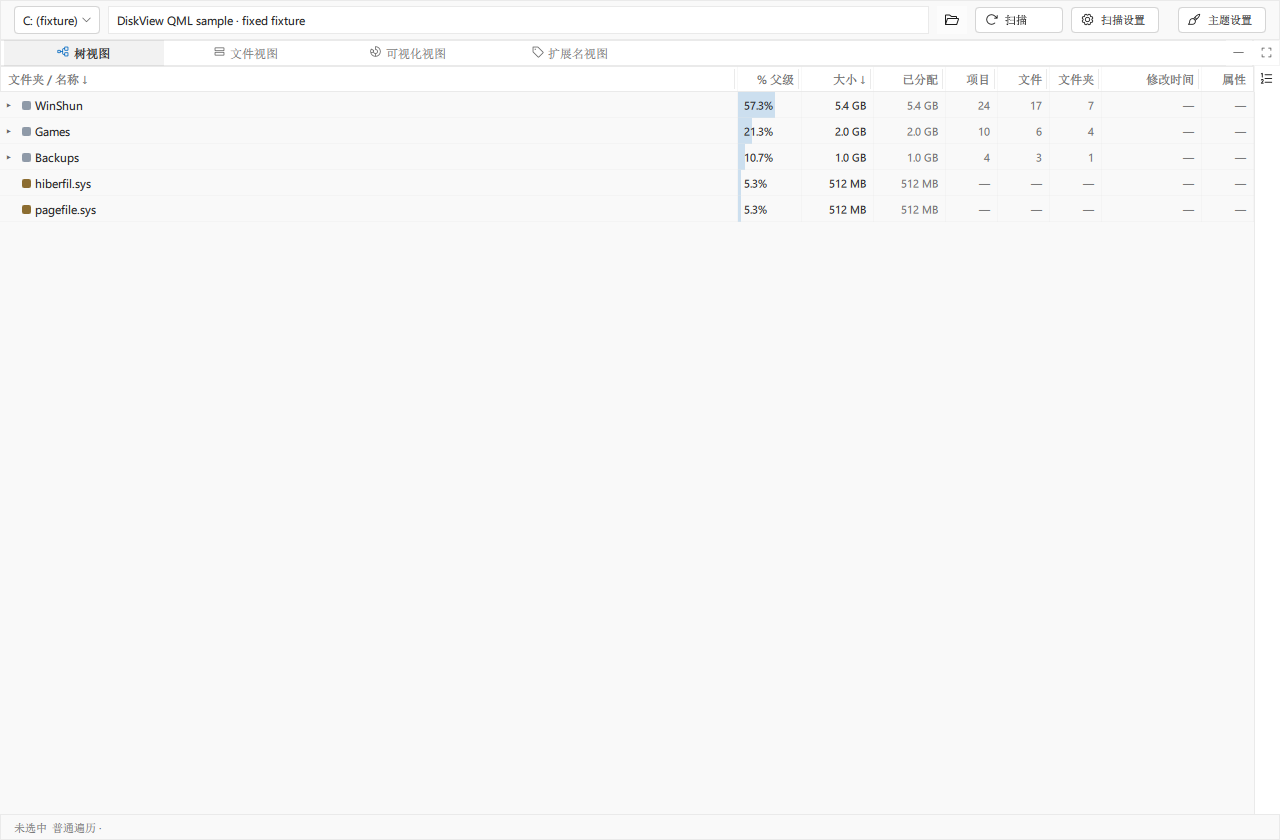 C: (fixture) DiskView QML sample · fixed fixture 扫描 扫描设置 主题设置
树视图 文件视图 可视化视图 扩展名视图
文件夹 / 名称 ↓ % 父级 大小 ↓ 已分配 项目 文件 文件夹 修改时间 属性
WinShun 57.3% 5.4 GB 5.4 GB 24 17 7 — —
Games 21.3% 2.0 GB 2.0 GB 10 6 4 — —
Backups 10.7% 1.0 GB 1.0 GB 4 3 1 — —
hiberfil.sys 5.3% 512 MB 512 MB — — — — —
pagefile.sys 5.3% 512 MB 512 MB — — — — —
未选中 普通遍历 ·